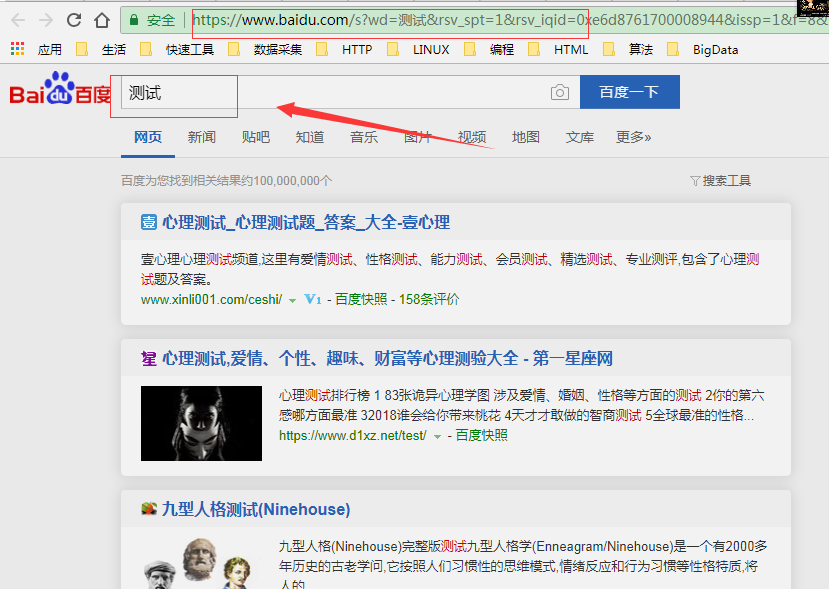 安全 https://www.baidu.com/s?wd=测试&rsv_spt=1&rsv_iqid=0xe6d8761700008944&issp=1&f=8&
应用 生活 快捷工具 数据采集 HTTP LINUX 编程 HTML 算法 BigData
Bai du 百度 测试 百度一下
网页 新闻 贴吧 知道 音乐 图片 视频 地图 文库 更多»
百度为您找到相关结果约100,000,000个 搜索工具
壹 心理测试_心理测试题_答案_大全-壹心理
壹心理心理测试频道,这里有爱情测试、性格测试、能力测试、会员测试、精选测试、专业测评,包含了心理测
试题及答案。
www.xinli001.com/ceshi/ V1 - 百度快照 - 158条评价
星 心理测试,爱情、个性、趣味、财富等心理测验大全 - 第一星座网
心理测试排行榜 1 83张诡异心理学图 涉及爱情、婚姻、性格等方面的测试 2你的第六
感哪方面最准 32018谁会给你带来桃花 4天才才敢做的智商测试 5全球最准的性格...
https://www.d1xz.net/test/ - 百度快照
九型人格测试(Ninehouse)
九型人格(Ninehouse)完整版测试九型人格学(Enneagram/Ninehouse)是一个有2000多
年历史的古老学问,它按照人们习惯性的思维模式,情绪反应和行为习惯等性格特质,将
人的